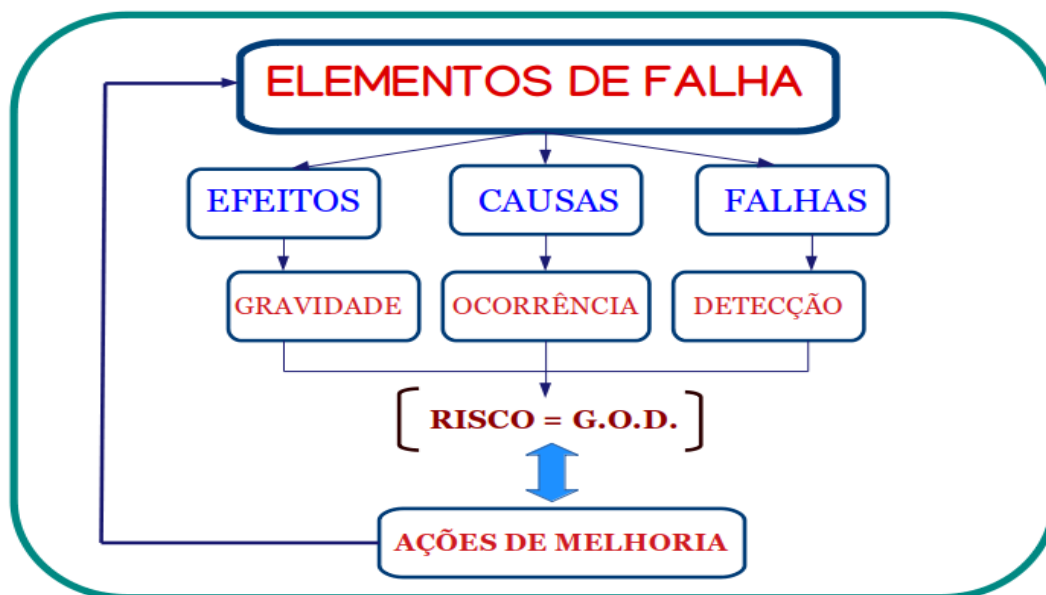 ELEMENTOS DE FALHA
EFEITOS
CAUSAS
FALHAS
GRAVIDADE
OCORRÊNCIA
DETECÇÃO
RISCO = G.O.D.
AÇÕES DE MELHORIA